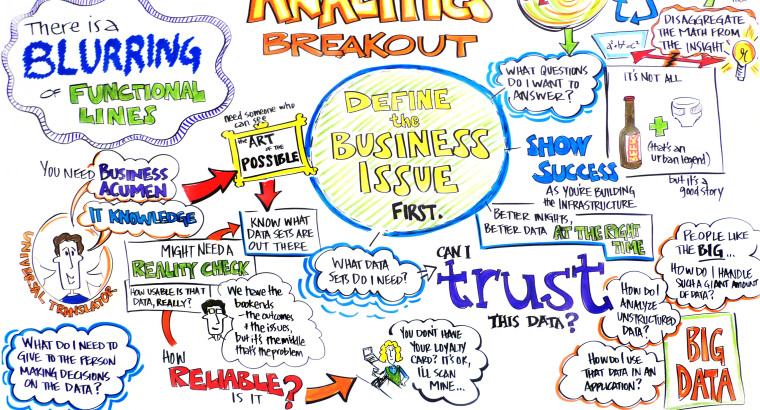 ANALYTICS
BREAKOUT
There is a
BLURRING
OF FUNCTIONAL
LINES
need someone who
can see
the ART
OF THE
POSSIBLE
DEFINE
the
BUSINESS
ISSUE
FIRST.
WHAT QUESTIONS
DO I WANT TO
ANSWER?
DISAGGREGATE
THE MATH FROM
THE INSIGHT
a²+b²=c²
IT'S NOT ALL
BEER
+
(that's an
urban legend)
but it's a
good story
SHOW
SUCCESS
AS YOU'RE BUILDING
the INFRASTRUCTURE
BETTER INSIGHTS,
BETTER DATA AT THE RIGHT
TIME
YOU NEED BUSINESS
ACUMEN
IT KNOWLEDGE
UNIVERSAL TRANSLATOR
KNOW WHAT
DATA SETS ARE
OUT THERE
MIGHT NEED A
REALITY CHECK
HOW USABLE IS THAT
DATA, REALLY?
We have the
bookends
– the outcomes
+ the issues,
but it's the middle
that's the problem
WHAT DATA
SETS DO I NEED?
CAN I
trust
THIS DATA?
PEOPLE LIKE
THE BIG...
HOW DO I HANDLE
SUCH A GIANT AMOUNT
OF DATA?
HOW DO I
ANALYZE
UNSTRUCTURED
DATA?
HOW DO I USE
THAT DATA IN AN
APPLICATION?
BIG
DATA
WHAT DO I NEED TO
GIVE TO THE PERSON
MAKING DECISIONS
ON THE DATA?
HOW
RELIABLE?
IS IT
YOU DON'T HAVE
YOUR LOYALTY
CARD? IT'S OK,
I'LL SCAN
MINE...